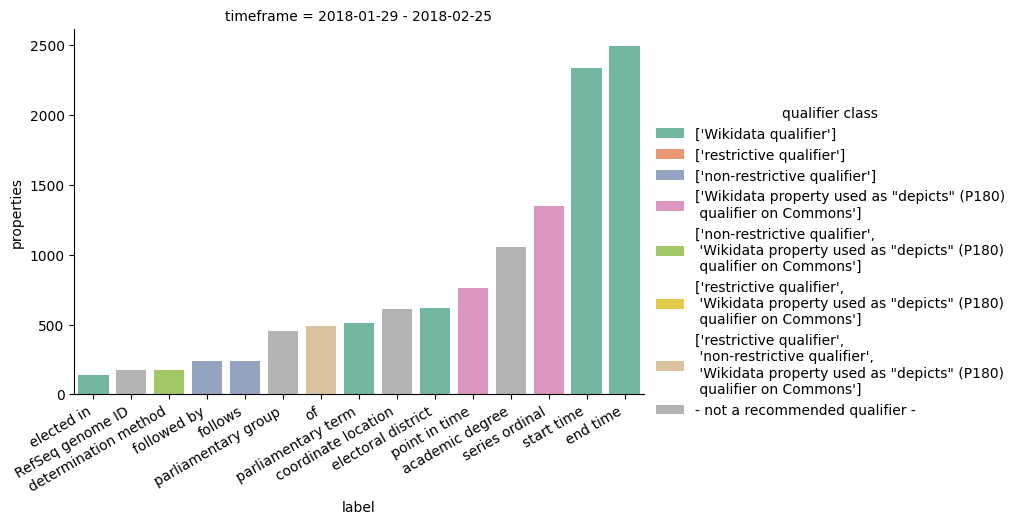 timeframe = 2018-01-29 - 2018-02-25
2500
2000
1500
1000
500
0
properties
elected in
RefSeq genome ID
determination method
followed by
follows
parliamentary group
of
parliamentary term
coordinate location
electoral district
point in time
academic degree
series ordinal
start time
end time
label
qualifier class
['Wikidata qualifier']
['restrictive qualifier']
['non-restrictive qualifier']
['Wikidata property used as "depicts" (P180)
qualifier on Commons']
['non-restrictive qualifier',
'Wikidata property used as "depicts" (P180)
qualifier on Commons']
['restrictive qualifier',
'Wikidata property used as "depicts" (P180)
qualifier on Commons']
['restrictive qualifier',
'non-restrictive qualifier',
'Wikidata property used as "depicts" (P180)
qualifier on Commons']
- not a recommended qualifier -